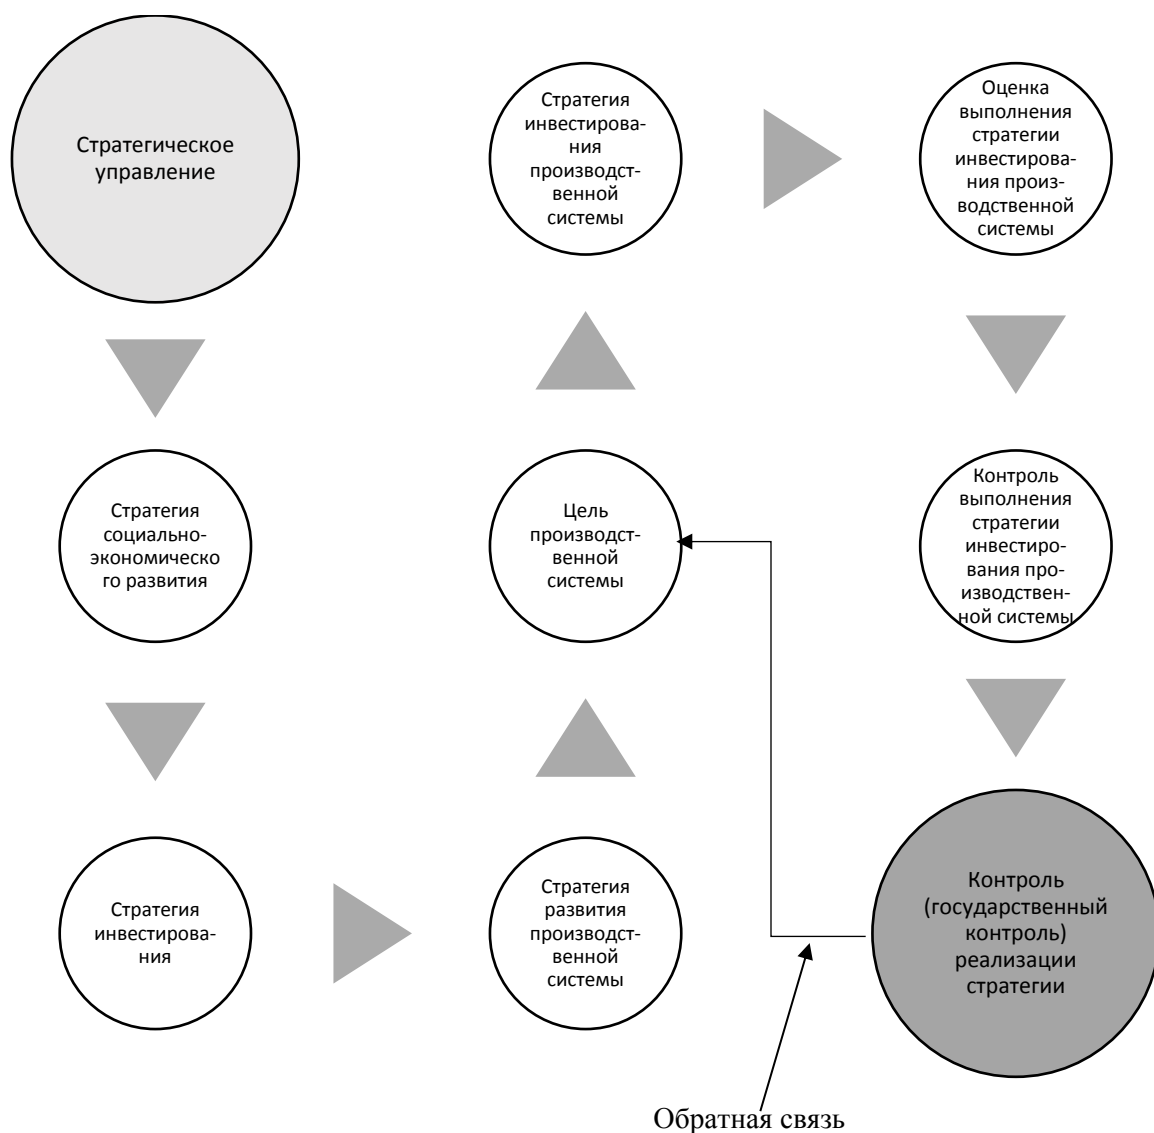 Стратегическое
управление
Стратегия
социально-
экономическо
го развития
Стратегия
инвестирова-
ния
Стратегия
развития
производст-
венной
системы
Цель
производст-
венной
системы
Стратегия
инвестирова-
ния
производст-
венной
системы
Оценка
выполнения
стратегии
инвестирова-
ния произ-
водственной
системы
Контроль
выполнения
стратегии
инвестиро-
вания про-
изводствен-
ной системы
Контроль
(государственный
контроль)
реализации
стратегии
Обратная связь